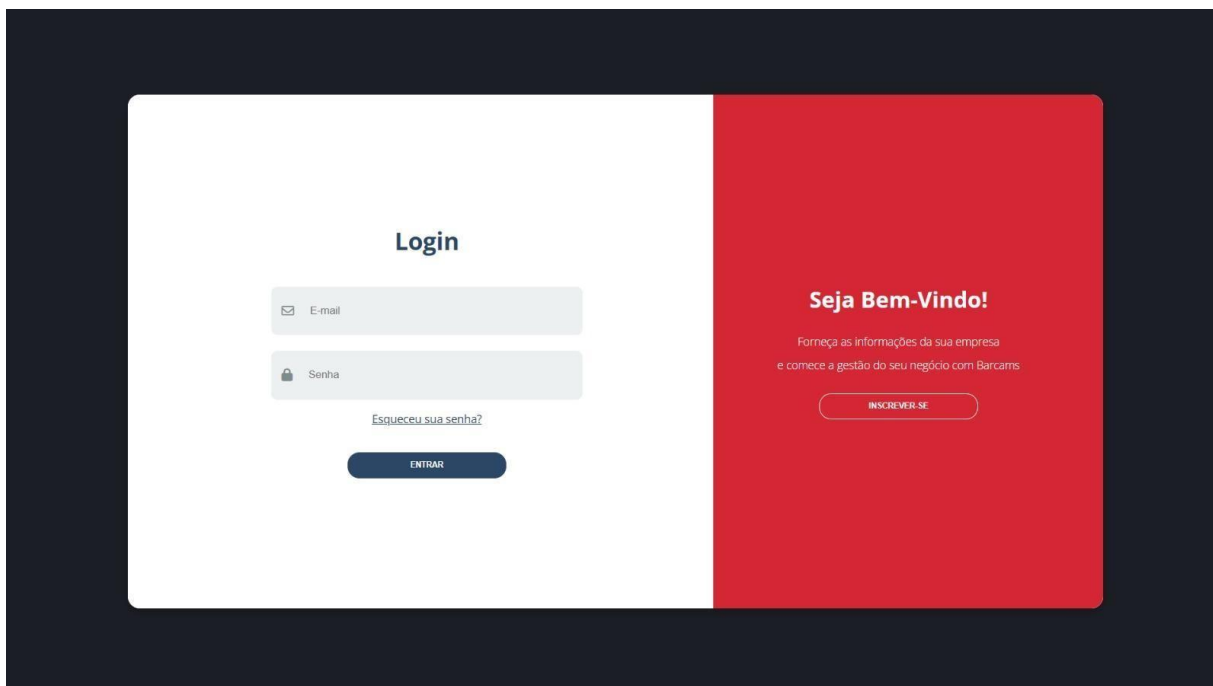 Login
E-mail
Senha
Esqueceu sua senha?
ENTRAR
Seja Bem-Vindo!
Forneça as informações da sua empresa
e comece a gestão do seu negócio com Barcams
INSCREVER-SE